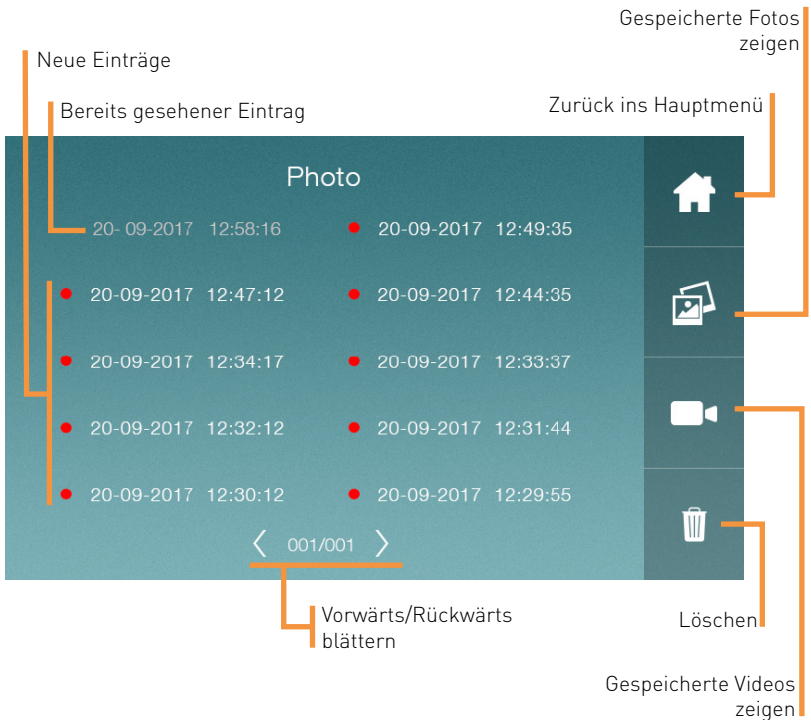 Gespeicherte Fotos
zeigen
Neue Einträge
Bereits gesehener Eintrag
Zurück ins Hauptmenü
Photo
20- 09-2017 12:58:16
20-09-2017 12:49:35
20-09-2017 12:47:12
20-09-2017 12:44:35
20-09-2017 12:34:17
20-09-2017 12:33:37
20-09-2017 12:32:12
20-09-2017 12:31:44
20-09-2017 12:30:12
20-09-2017 12:29:55
001/001
Vorwärts/Rückwärts
blättern
Löschen
Gespeicherte Videos
zeigen